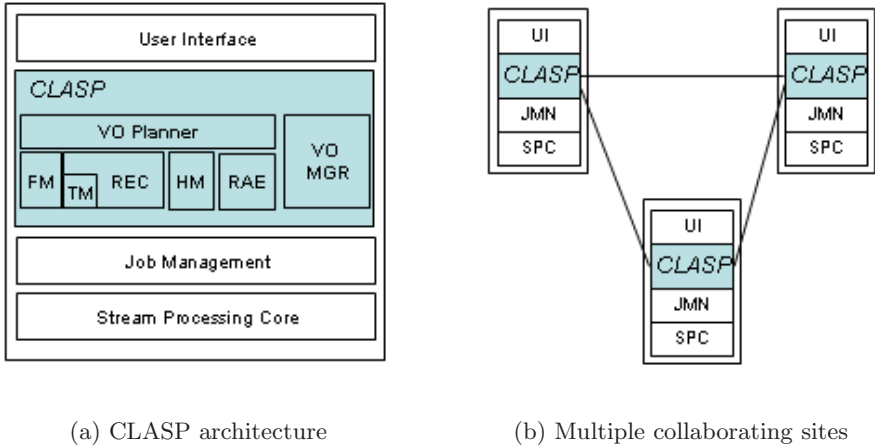 User Interface
CLASP
VO Planner
VO
MGR
FM
TM
REC
HM
RAE
Job Management
Stream Processing Core
UI
CLASP
JMN
SPC
UI
CLASP
JMN
SPC
UI
CLASP
JMN
SPC
(a) CLASP architecture
(b) Multiple collaborating sites